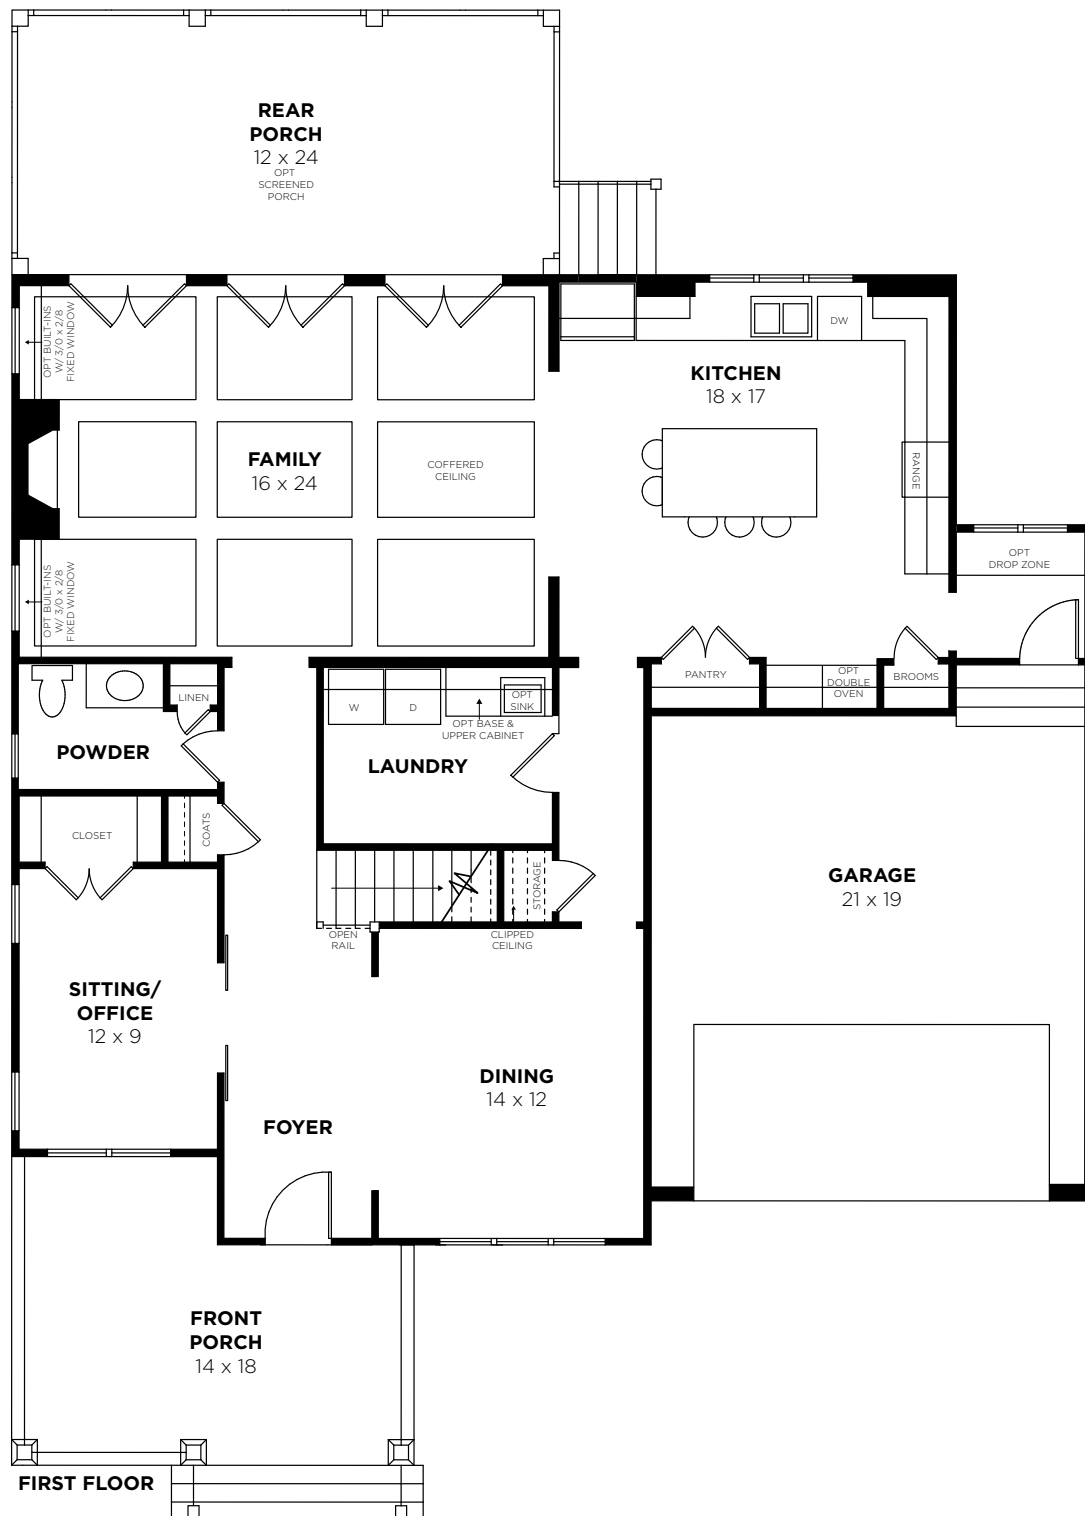 REAR
PORCH
12 x 24
OPT
SCREENED
PORCH
OPT BUILT-INS
W/ 3/0 x 2/8
FIXED WINDOW
DW
KITCHEN
18 x 17
FAMILY
16 x 24
COFFERED
CEILING
RANGE
OPT
DROP ZONE
OPT BUILT-INS
W/ 3/0 x 2/8
FIXED WINDOW
LINEN
POWDER
W
D
OPT
SINK
OPT BASE &
UPPER CABINET
LAUNDRY
PANTRY
OPT
DOUBLE
OVEN
BROOMS
CLOSET
COATS
STORAGE
OPEN
RAIL
CLIPPED
CEILING
GARAGE
21 x 19
SITTING/
OFFICE
12 x 9
DINING
14 x 12
FOYER
FRONT
PORCH
14 x 18
FIRST FLOOR